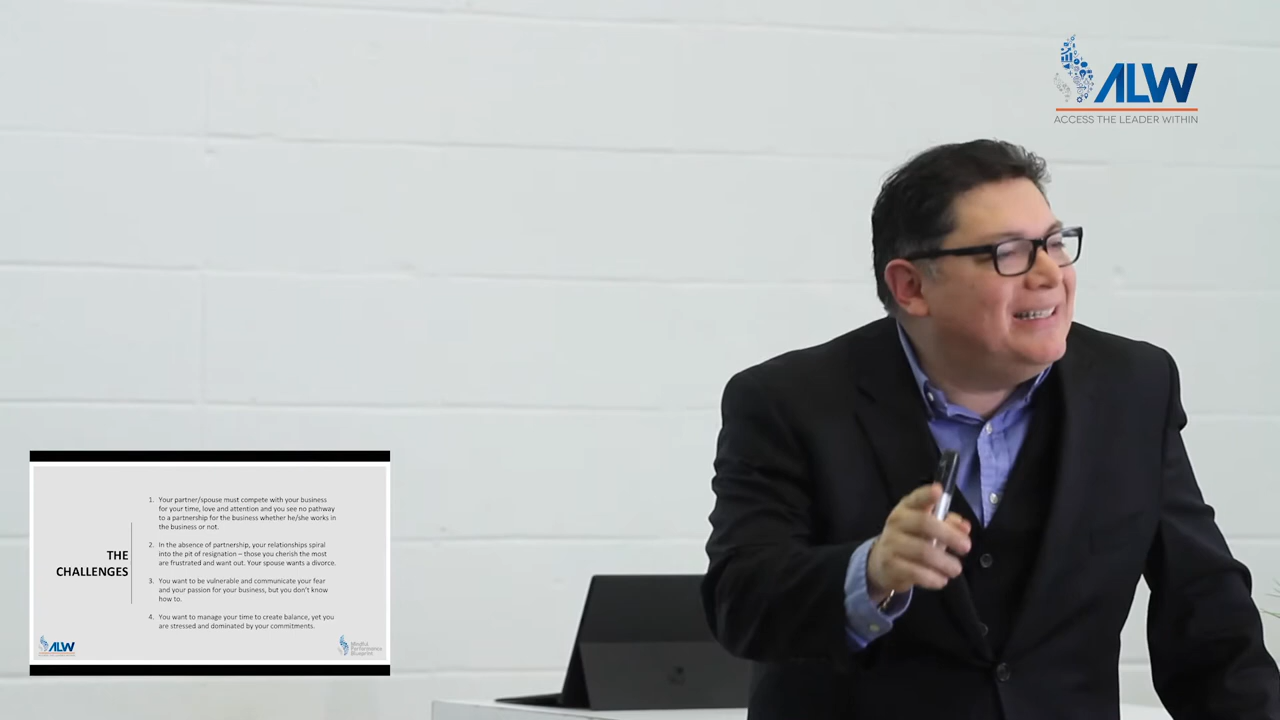 ALW
ACCESS THE LEADER WITHIN
THE
CHALLENGES
1. Your partner/spouse must compete with your business
for your time, love and attention and you see no pathway
to a partnership for the business whether he/she works in
the business or not.
2. In the absence of partnership, your relationships spiral
into the pit of resignation – those you cherish the most
are frustrated and want out. Your spouse wants a divorce.
3. You want to be vulnerable and communicate your fear
and your passion for your business, but you don't know
how to.
4. You want to manage your time to create balance, yet you
are stressed and dominated by your commitments.
ALW
Mindful
Performance
Blueprint